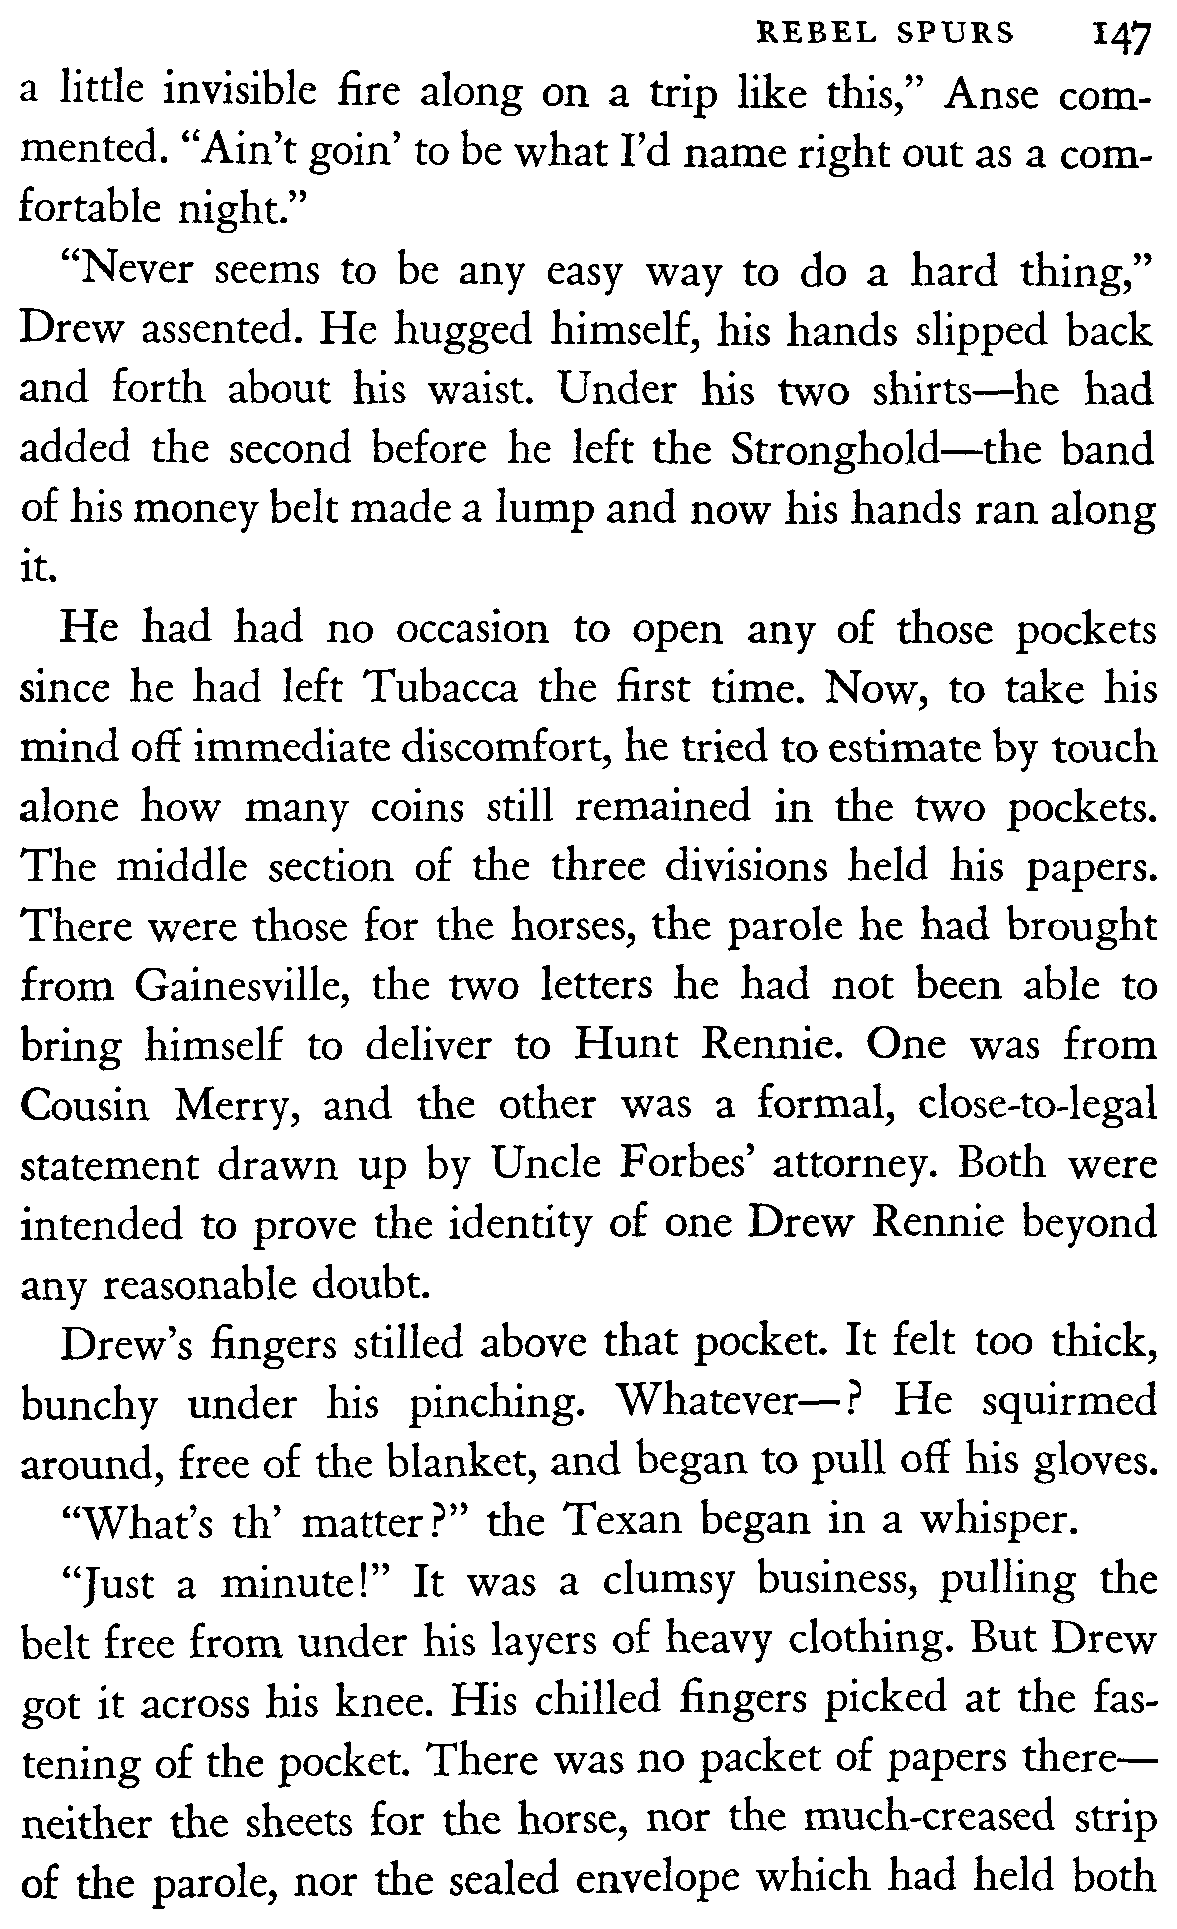 REBEL SPURS 147
a little invisible fire along on a trip like this,” Anse com-
mented. “Ain’t goin’ to be what I’d name right out as a com-
fortable night.”
“Never seems to be any easy way to do a hard thing,”
Drew assented. He hugged himself, his hands slipped back
and forth about his waist. Under his two shirts—he had
added the second before he left the Stronghold—the band
of his money belt made a lump and now his hands ran along
it.
He had had no occasion to open any of those pockets
since he had left Tubacca the first time. Now, to take his
mind off immediate discomfort, he tried to estimate by touch
alone how many coins still remained in the two pockets.
The middle section of the three divisions held his papers.
There were those for the horses, the parole he had brought
from Gainesville, the two letters he had not been able to
bring himself to deliver to Hunt Rennie. One was from
Cousin Merry, and the other was a formal, close-to-legal
statement drawn up by Uncle Forbes’ attorney. Both were
intended to prove the identity of one Drew Rennie beyond
any reasonable doubt.
Drew’s fingers stilled above that pocket. It felt too thick,
bunchy under his pinching. Whatever—? He squirmed
around, free of the blanket, and began to pull off his gloves.
“What’s th’ matter?” the Texan began in a whisper.
“Just a minute!” It was a clumsy business, pulling the
belt free from under his layers of heavy clothing. But Drew
got it across his knee. His chilled fingers picked at the fas-
tening of the pocket. There was no packet of papers there—
neither the sheets for the horse, nor the much-creased strip
of the parole, nor the sealed envelope which had held both